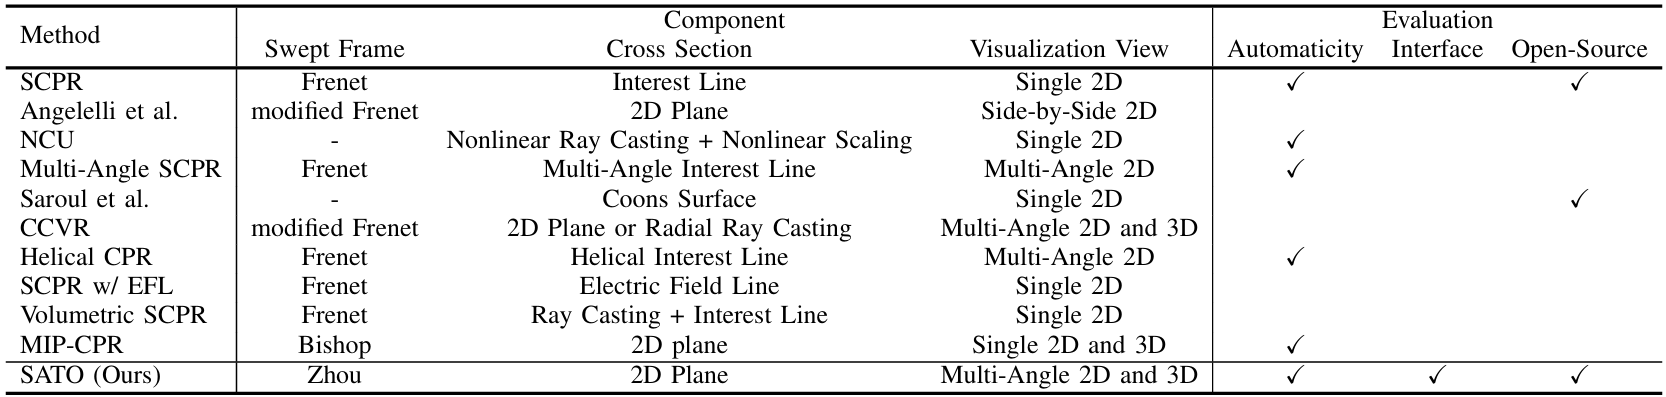 Method Component Evaluation
Swept Frame Cross Section Visualization View Automaticity Interface Open-Source
SCPR Frenet Interest Line Single 2D ✓ ✓
Angelelli et al. modified Frenet 2D Plane Side-by-Side 2D
NCU - Nonlinear Ray Casting + Nonlinear Scaling Single 2D ✓
Multi-Angle SCPR Frenet Multi-Angle Interest Line Multi-Angle 2D ✓
Saroul et al. - Coons Surface Single 2D ✓
CCVR modified Frenet 2D Plane or Radial Ray Casting Multi-Angle 2D and 3D
Helical CPR Frenet Helical Interest Line Multi-Angle 2D ✓
SCPR w/ EFL Frenet Electric Field Line Single 2D
Volumetric SCPR Frenet Ray Casting + Interest Line Single 2D
MIP-CPR Bishop 2D plane Single 2D and 3D ✓
SATO (Ours) Zhou 2D Plane Multi-Angle 2D and 3D ✓ ✓ ✓